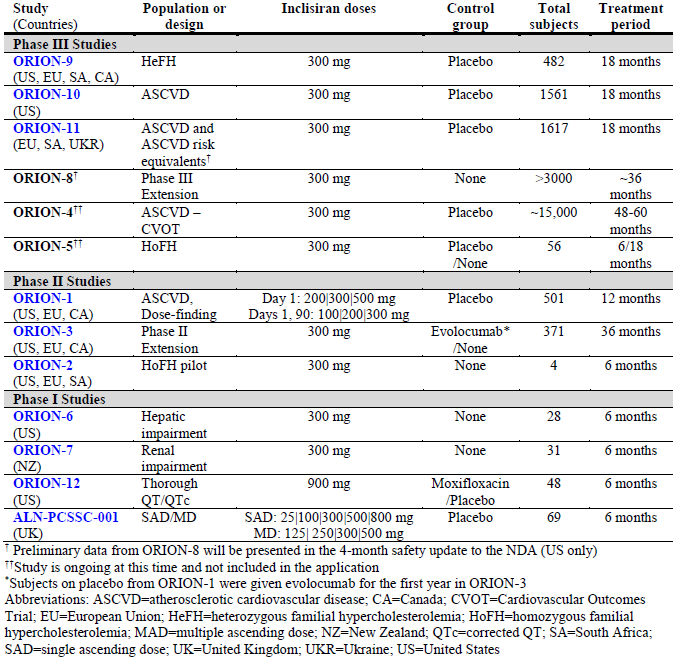 Study Population or Inclisiran doses Control Total Treatment
(Countries) design group subjects period
Phase III Studies
ORION-9 HeFH 300 mg Placebo 482 18 months
(US, EU, SA, CA)
ORION-10 ASCVD 300 mg Placebo 1561 18 months
(US)
ORION-11 ASCVD and 300 mg Placebo 1617 18 months
(EU, SA, UKR) ASCVD risk
equivalents†
ORION-8† Phase III 300 mg None >3000 ~36
Extension months
ORION-4†† ASCVD – 300 mg Placebo ~15,000 48-60
CVOT months
ORION-5†† HoFH 300 mg Placebo 56 6/18
/None months
Phase II Studies
ORION-1 ASCVD, Day 1: 200|300|500 mg Placebo 501 12 months
(US, EU, CA) Dose-finding Days 1, 90: 100|200|300 mg
ORION-3 Phase II 300 mg Evolocumab* 371 36 months
(US, EU, CA) Extension /None
ORION-2 HoFH pilot 300 mg None 4 6 months
(US, EU, SA)
Phase I Studies
ORION-6 Hepatic 300 mg None 28 6 months
(US) impairment
ORION-7 Renal 300 mg None 31 6 months
(NZ) impairment
ORION-12 Thorough 900 mg Moxifloxacin 48 6 months
(US) QT/QTc /Placebo
ALN-PCSSC-001 SAD/MD SAD: 25|100|300|500|800 mg Placebo 69 6 months
(UK) MD: 125| 250|300|500 mg
† Preliminary data from ORION-8 will be presented in the 4-month safety update to the NDA (US only)
††Study is ongoing at this time and not included in the application
*Subjects on placebo from ORION-1 were given evolocumab for the first year in ORION-3
Abbreviations: ASCVD=atherosclerotic cardiovascular disease; CA=Canada; CVOT=Cardiovascular Outcomes
Trial; EU=European Union; HeFH=heterozygous familial hypercholesterolemia; HoFH=homozygous familial
hypercholesterolemia; MAD=multiple ascending dose; NZ=New Zealand; QTc=corrected QT; SA=South Africa;
SAD=single ascending dose; UK=United Kingdom; UKR=Ukraine; US=United States